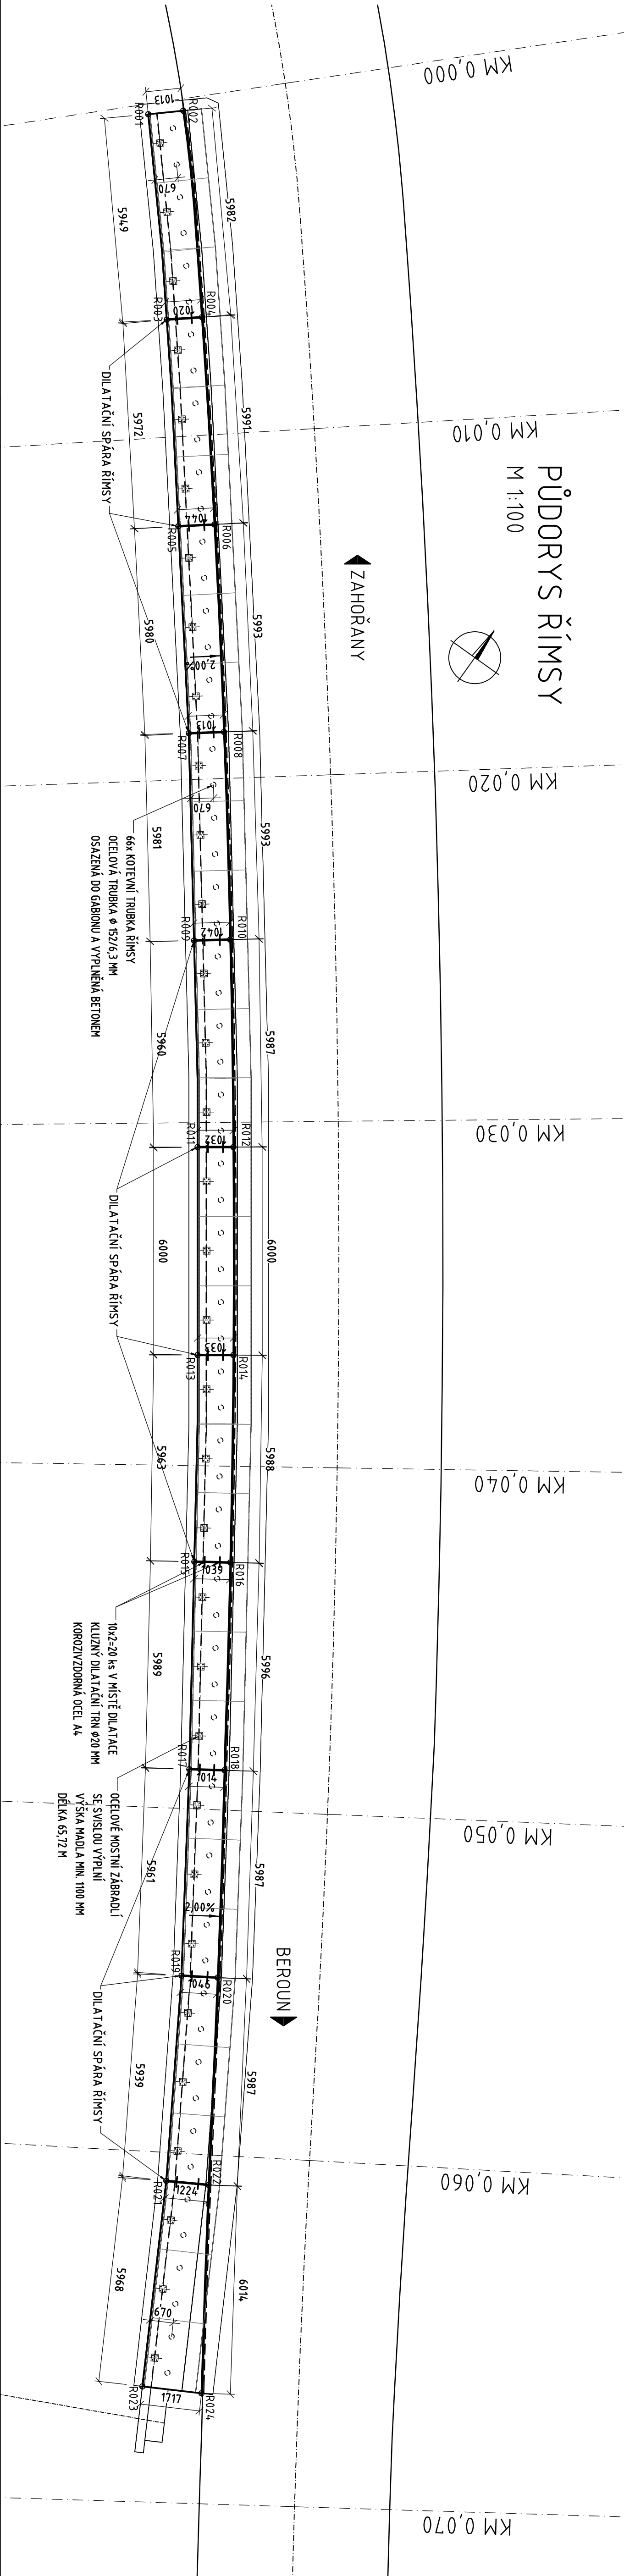 KM 0,000
1013
R001
R002
670
5949
5982
R003
1020
R004
DILATAČNÍ SPÁRA ŘÍMSY
5972
5991
KM 0,010
PŮDORYS ŘÍMSY
M 1:100
R005
1044
R006
ZAHOŘANY
5980
5993
2,00%
R007
1013
R008
KM 0,020
670
66x KOTEVNÍ TRUBKA ŘÍMSY
OCELOVÁ TRUBKA ϕ 152/6,3 MM
OSAZENÁ DO GABIONU A VYPLNĚNÁ BETONEM
5981
5993
R009
1042
R010
5960
5987
R011
1032
R012
KM 0,030
DILATAČNÍ SPÁRA ŘÍMSY
6000
6000
R013
1033
R014
5963
5988
KM 0,040
R015
1039
R016
10x2=20 ks V MÍSTĚ DILATACE
KLUZNÝ DILATAČNÍ TRN Ø20 MM
KOROZIVZDORNÁ OCEL A4
5989
5996
R017
1014
R018
OCELOVÉ MOSTNÍ ZÁBRADLÍ
SE SVISLOU VÝPLNÍ
VÝŠKA MADLA MIN. 1100 MM
DÉLKA 65,72 M
KM 0,050
5961
5987
2,00%
BEROUN
R019
1049
R020
DILATAČNÍ SPÁRA ŘÍMSY
5939
5987
R021
1224
R022
KM 0,060
5968
6014
670
R023
1717
R024
KM 0,070